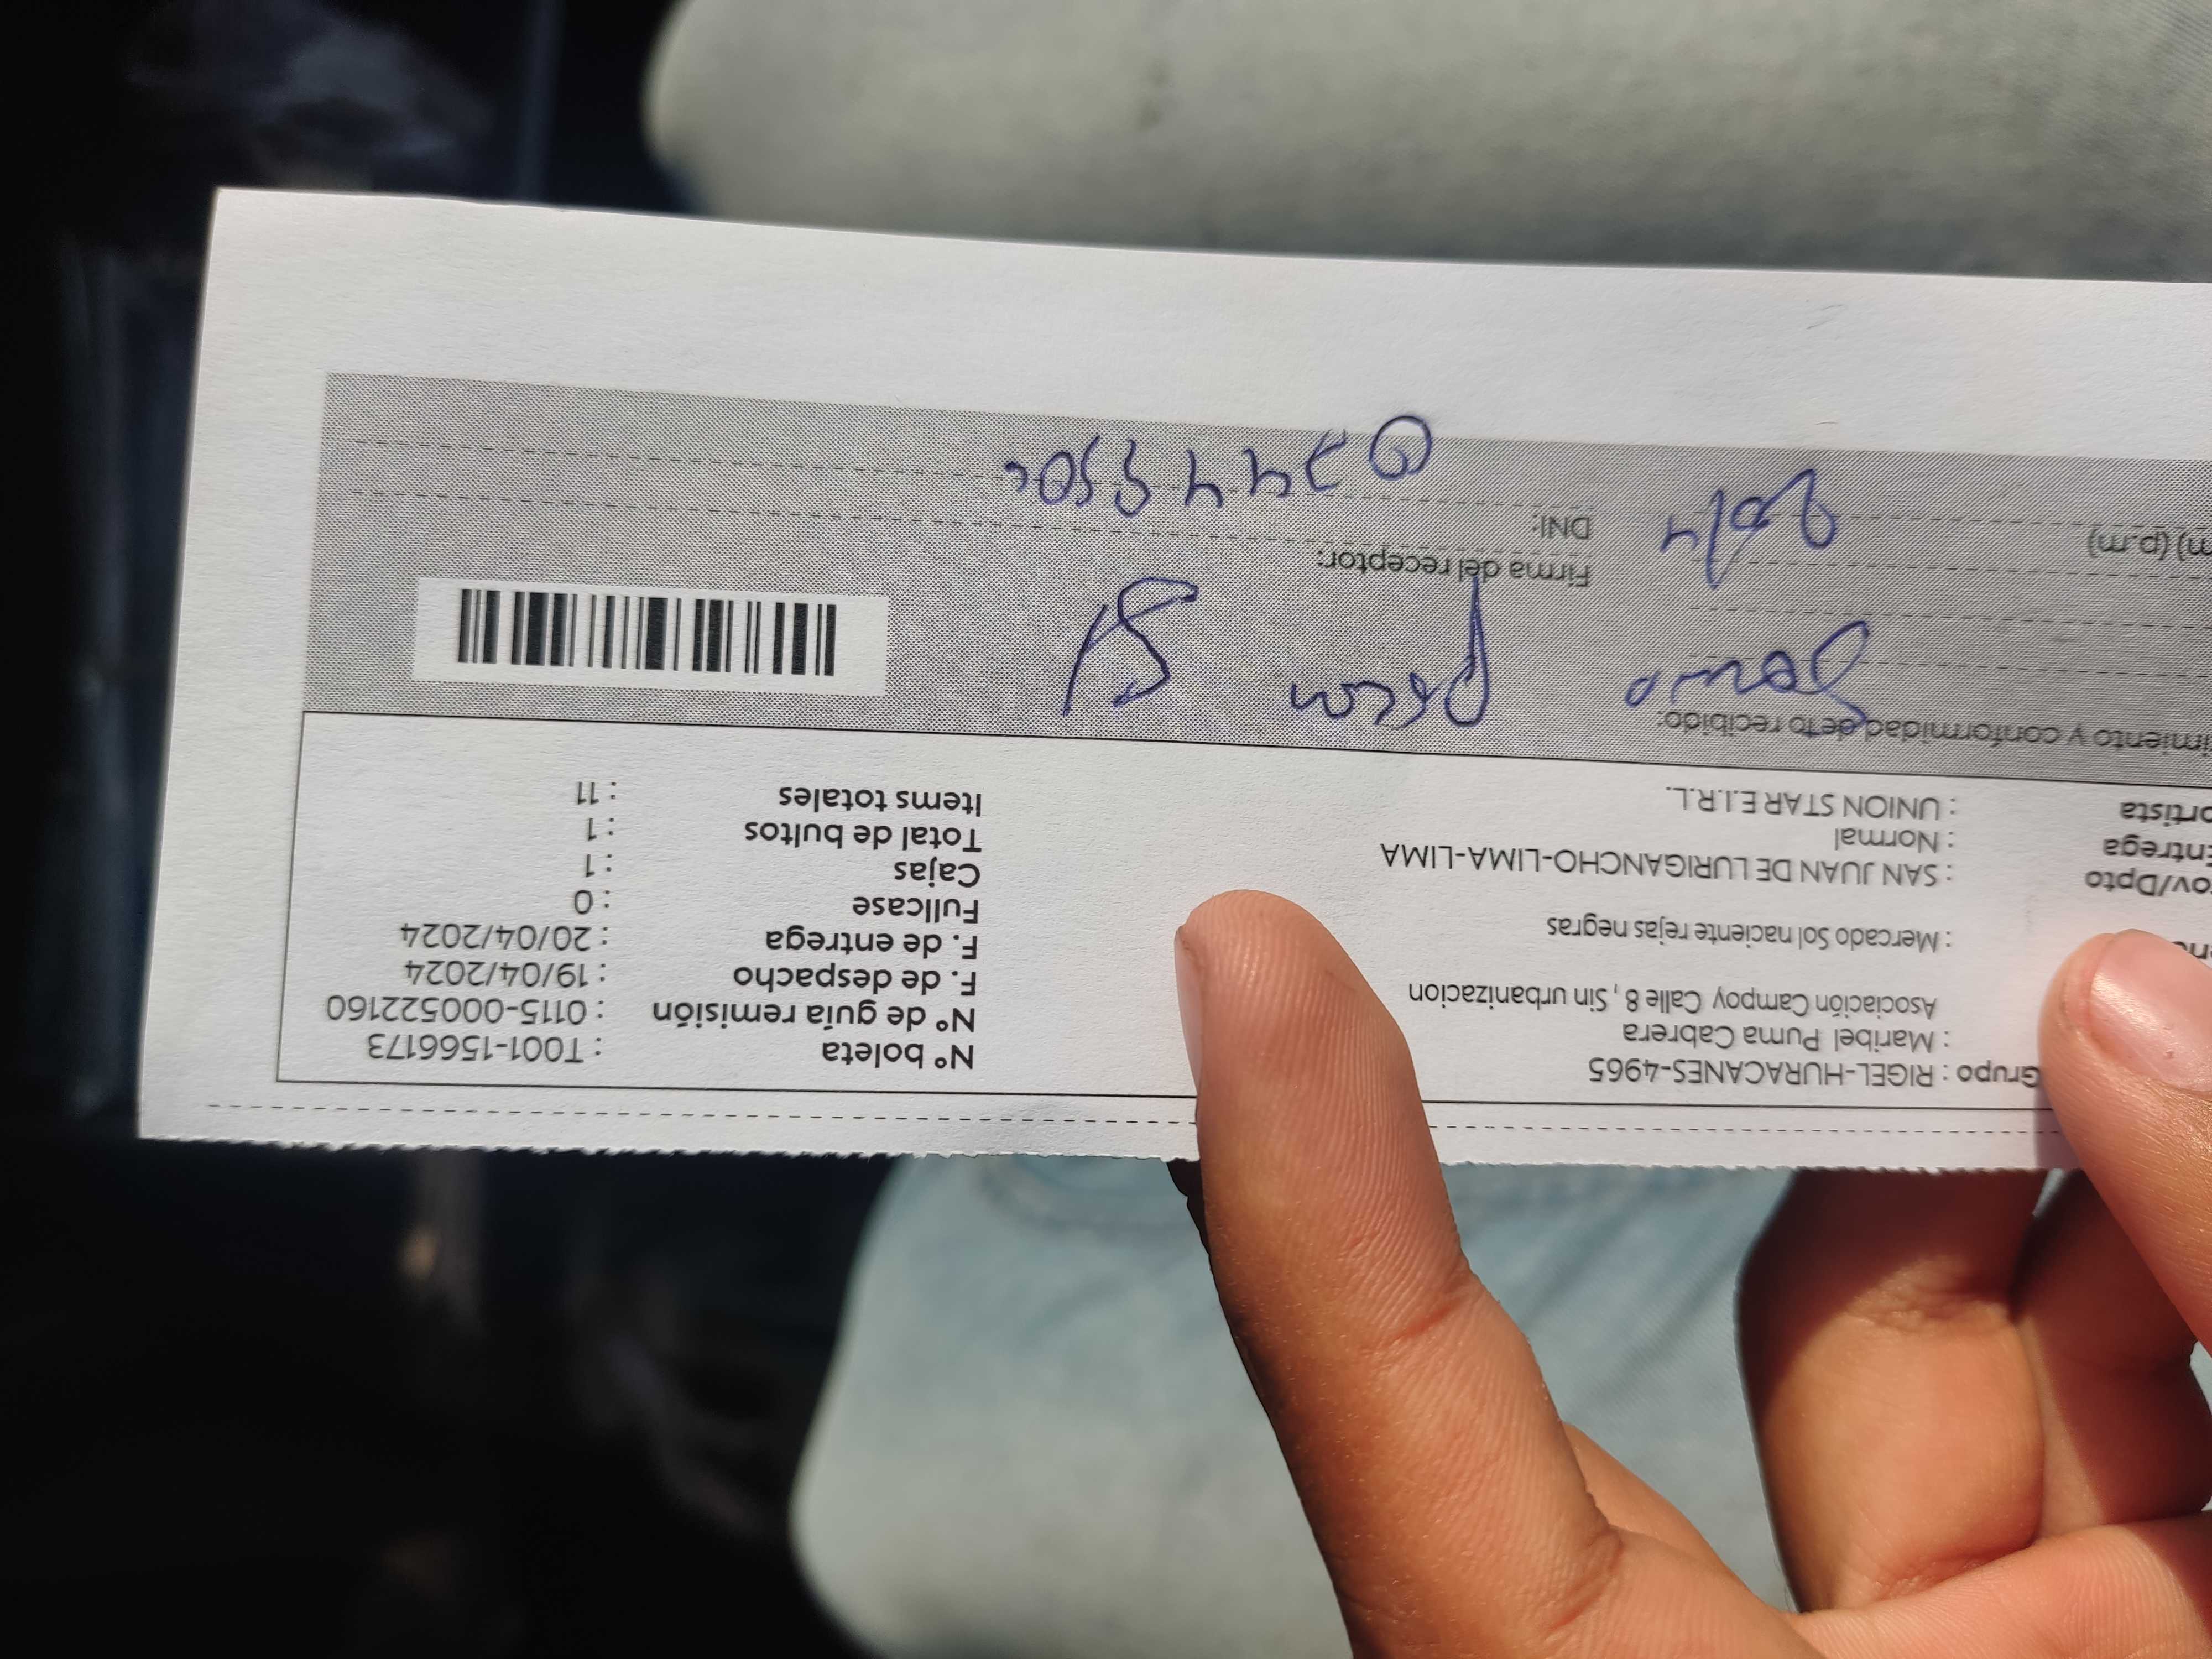 Grupo : RIGEL-HURACANES-4965
: Maribel Puma Cabrera
Asociación Campoy Calle 8 , Sin urbanizacion
: Mercado Sol naciente rejas negras
ov/Dpto : SAN JUAN DE LURIGANCHO-LIMA-LIMA
ntrega : Normal
ortista : UNION STAR E.I.R.L.
N° boleta : T001-1566173
N° de guía remisión : 0115-000522160
F. de despacho : 19/04/2024
F. de entrega : 20/04/2024
Fullcase : 0
Cajas : 1
Total de bultos : 1
Items totales : 11
imiento y conformidad de lo recibido:
Firma del receptor:
m) (p.m)
DNI: